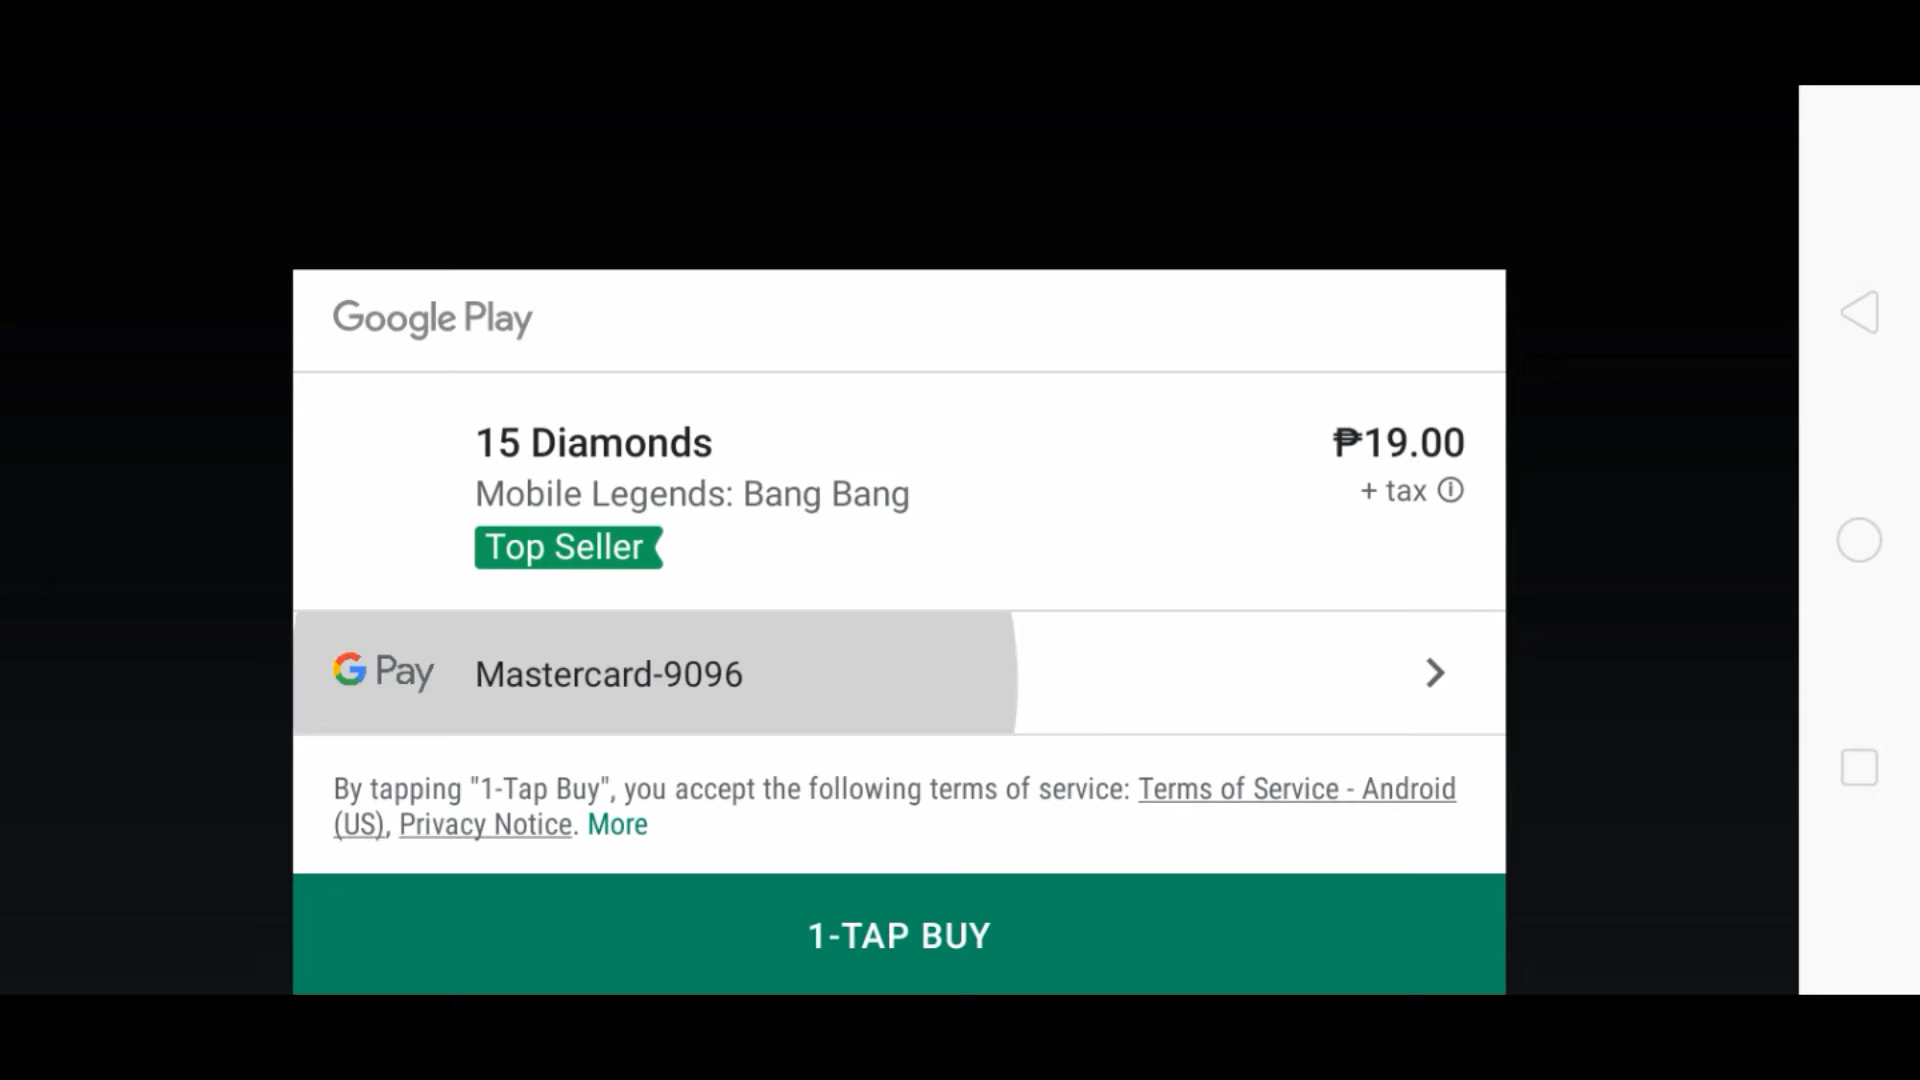 Google Play
15 Diamonds
₱19.00
Mobile Legends: Bang Bang
+ tax
Top Seller
G Pay Mastercard-9096
By tapping "1-Tap Buy", you accept the following terms of service: Terms of Service - Android
(US), Privacy Notice. More
1-TAP BUY